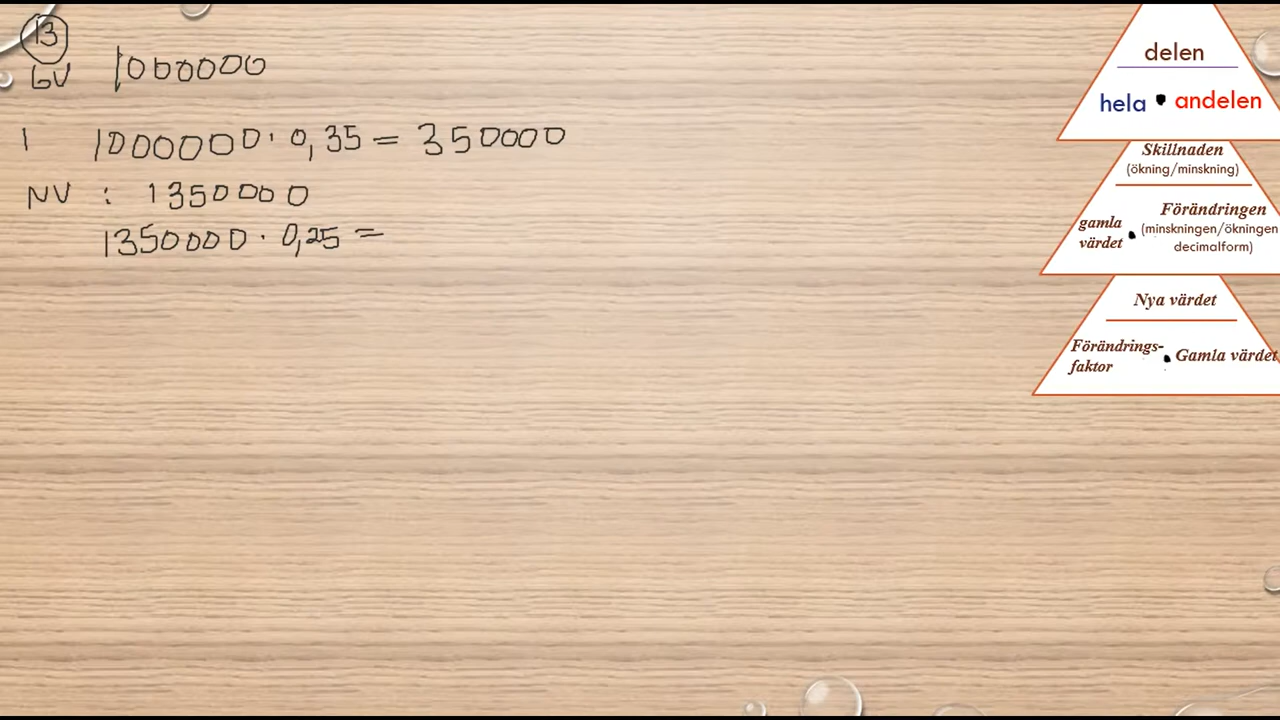 13
GV 1000000
1 1000000 · 0,35 = 350000
NV : 1350000
1350000 · 0,25 =
delen
hela · andelen
Skillnaden
(ökning/minskning)
gamla värdet · Förändringen
(minskningen/ökningen
decimalform)
Nya värdet
Förändrings-
faktor · Gamla värdet